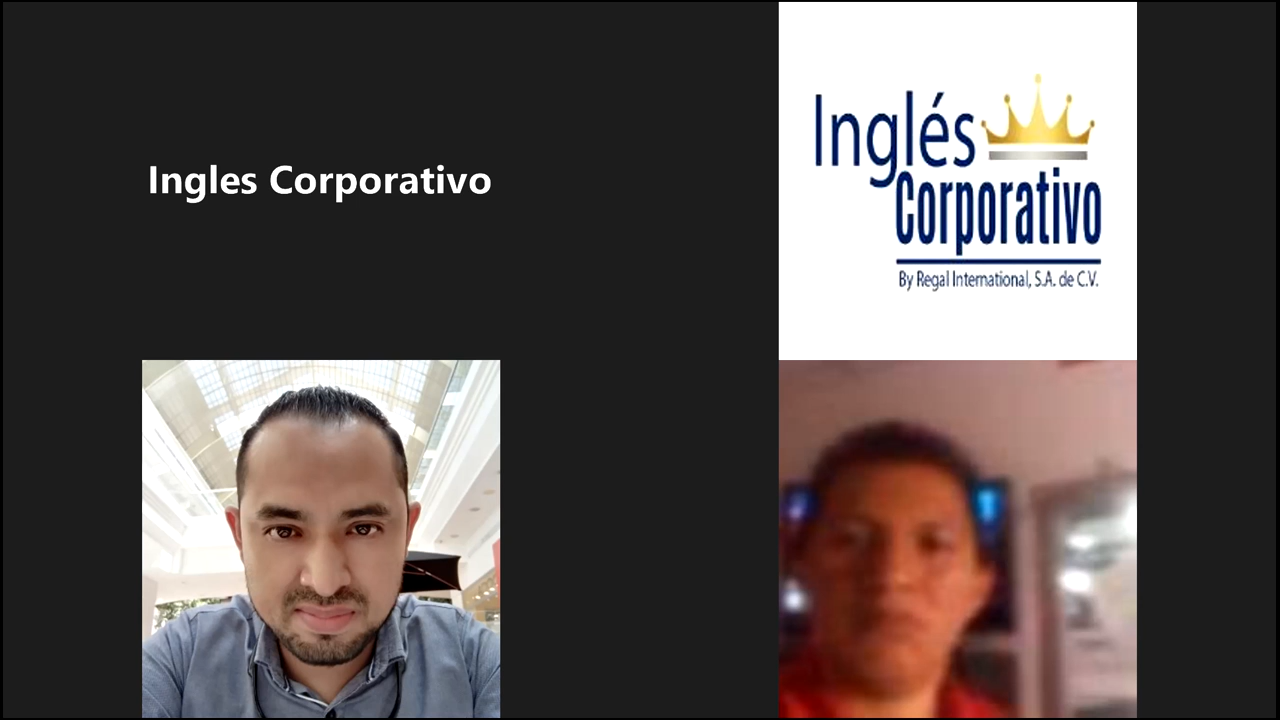 Ingles Corporativo
Inglés
Corporativo
By Regal International, S.A. de C.V.